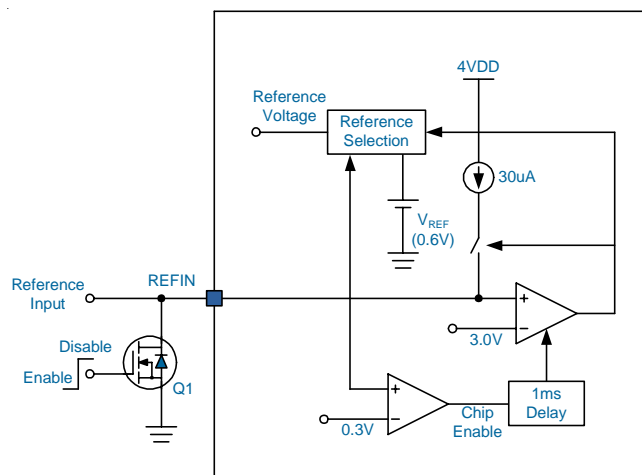 4VDD
Reference
Voltage
Reference
Selection
30uA
VREF
(0.6V)
REFIN
Reference
Input
+
−
3.0V
Disable
Enable
Q1
+
−
0.3V
Chip
Enable
1ms
Delay